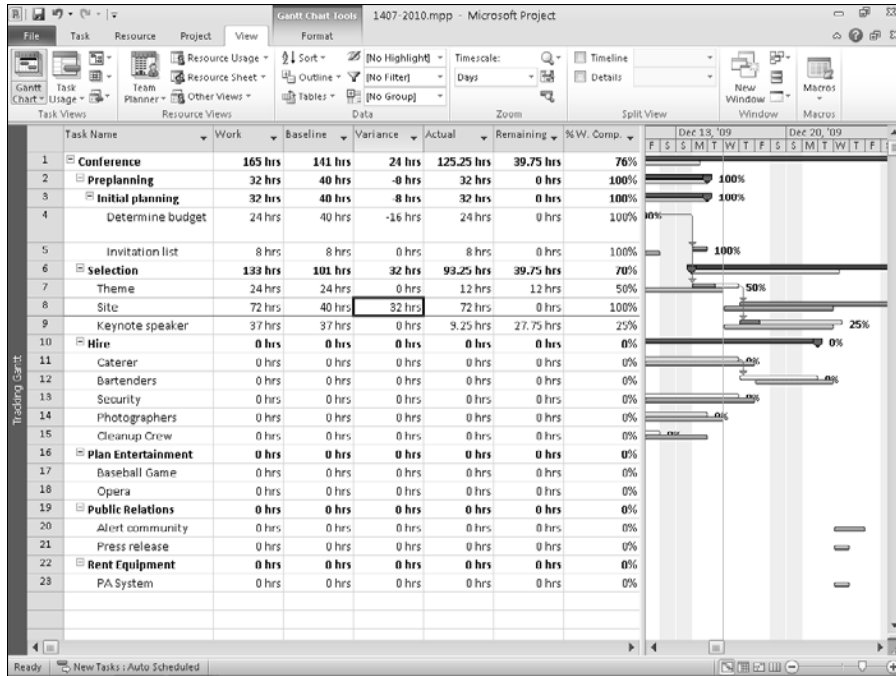 Gantt Chart Tools 1407-2010.mpp - Microsoft Project
File Task Resource Project View Format
Gantt Chart
Task Usage
Team Planner
Resource Usage
Resource Sheet
Other Views
Sort
Outline
Tables
[No Highlight]
[No Filter]
[No Group]
Timescale:
Days
Timeline
Details
New Window
Macros
Task Views Resource Views Data Zoom Split View Window Macros
Task Name Work Baseline Variance Actual Remaining % W. Comp. Dec 13, '09 Dec 20, '09
F S S M T W T F S S M T W T F
1 Conference 165 hrs 141 hrs 24 hrs 125.25 hrs 39.75 hrs 76%
2 Preplanning 32 hrs 40 hrs -8 hrs 32 hrs 0 hrs 100% 100%
3 Initial planning 32 hrs 40 hrs -8 hrs 32 hrs 0 hrs 100% 100%
4 Determine budget 24 hrs 40 hrs -16 hrs 24 hrs 0 hrs 100%
5 Invitation list 8 hrs 8 hrs 0 hrs 8 hrs 0 hrs 100% 100%
6 Selection 133 hrs 101 hrs 32 hrs 93.25 hrs 39.75 hrs 70%
7 Theme 24 hrs 24 hrs 0 hrs 12 hrs 12 hrs 50% 50%
8 Site 72 hrs 40 hrs 32 hrs 72 hrs 0 hrs 100%
9 Keynote speaker 37 hrs 37 hrs 0 hrs 9.25 hrs 27.75 hrs 25% 25%
10 Hire 0 hrs 0 hrs 0 hrs 0 hrs 0 hrs 0% 0%
11 Caterer 0 hrs 0 hrs 0 hrs 0 hrs 0 hrs 0% 0%
12 Bartenders 0 hrs 0 hrs 0 hrs 0 hrs 0 hrs 0% 0%
13 Security 0 hrs 0 hrs 0 hrs 0 hrs 0 hrs 0% 0%
14 Photographers 0 hrs 0 hrs 0 hrs 0 hrs 0 hrs 0% 0%
15 Cleanup Crew 0 hrs 0 hrs 0 hrs 0 hrs 0 hrs 0% 0%
16 Plan Entertainment 0 hrs 0 hrs 0 hrs 0 hrs 0 hrs 0%
17 Baseball Game 0 hrs 0 hrs 0 hrs 0 hrs 0 hrs 0%
18 Opera 0 hrs 0 hrs 0 hrs 0 hrs 0 hrs 0%
19 Public Relations 0 hrs 0 hrs 0 hrs 0 hrs 0 hrs 0%
20 Alert community 0 hrs 0 hrs 0 hrs 0 hrs 0 hrs 0%
21 Press release 0 hrs 0 hrs 0 hrs 0 hrs 0 hrs 0%
22 Rent Equipment 0 hrs 0 hrs 0 hrs 0 hrs 0 hrs 0%
23 PA System 0 hrs 0 hrs 0 hrs 0 hrs 0 hrs 0%
Tracking Gantt
Ready New Tasks : Auto Scheduled